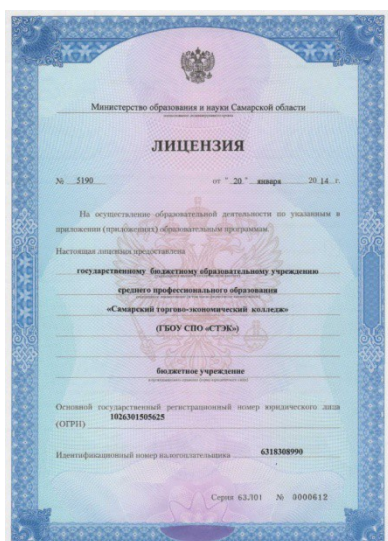 Министерство образования и науки Самарской области
ЛИЦЕНЗИЯ
№ 5190 от "20." января 2014 г.
На осуществление образовательной деятельности по указанным в
приложении (приложениях) образовательным программам.
Настоящая лицензия предоставлена
государственному бюджетному образовательному учреждению
среднего профессионального образования
«Самарский торгово-экономический колледж»
(ГБОУ СПО «СТЭК»)
бюджетное учреждение
Основной государственный регистрационный номер юридического лица
(ОГРН) 1026301505625
Идентификационный номер налогоплательщика 6318308990
Серия 63Л01 № 0000612